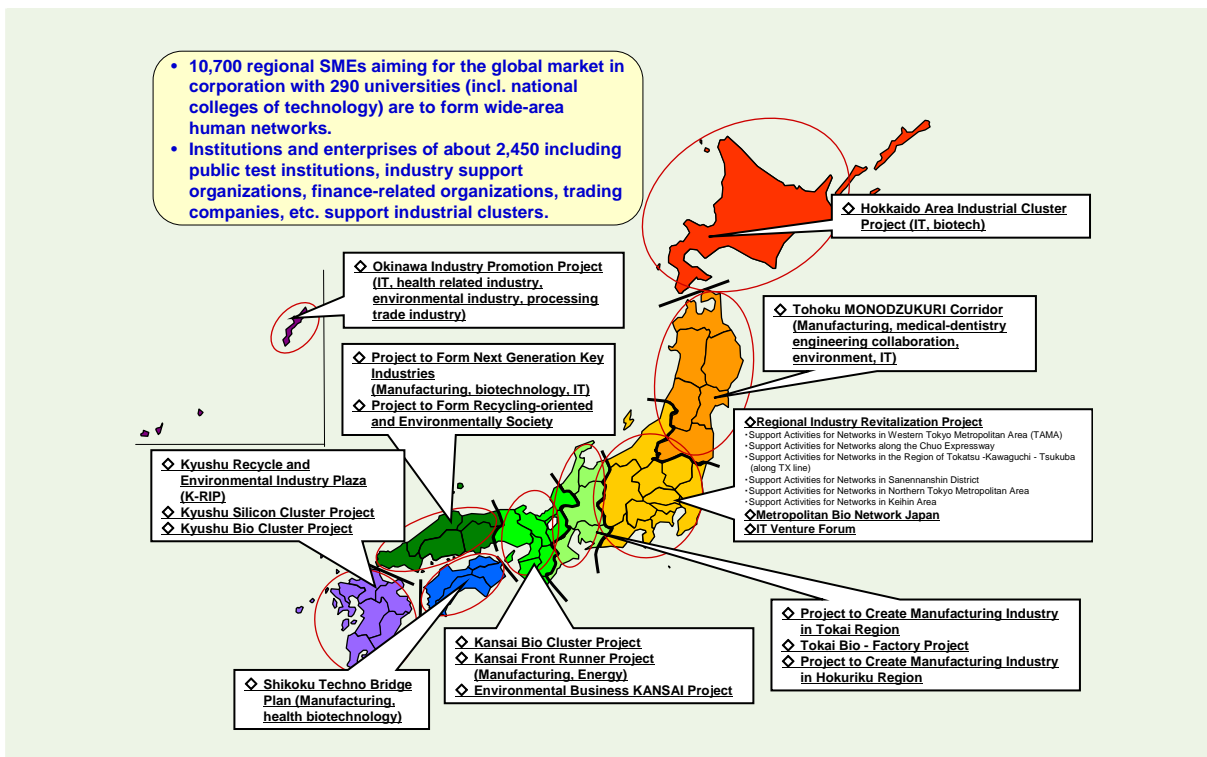 • 10,700 regional SMEs aiming for the global market in
corporation with 290 universities (incl. national
colleges of technology) are to form wide-area
human networks.
• Institutions and enterprises of about 2,450 including
public test institutions, industry support
organizations, finance-related organizations, trading
companies, etc. support industrial clusters.
◇ Hokkaido Area Industrial Cluster
Project (IT, biotech)
◇ Okinawa Industry Promotion Project
(IT, health related industry,
environmental industry, processing
trade industry)
◇ Tohoku MONODZUKURI Corridor
(Manufacturing, medical-dentistry
engineering collaboration,
environment, IT)
◇ Project to Form Next Generation Key
Industries
(Manufacturing, biotechnology, IT)
◇ Project to Form Recycling-oriented
and Environmentally Society
◇Regional Industry Revitalization Project
・Support Activities for Networks in Western Tokyo Metropolitan Area (TAMA)
・Support Activities for Networks along the Chuo Expressway
・Support Activities for Networks in the Region of Tokatsu -Kawaguchi - Tsukuba
(along TX line)
・Support Activities for Networks in Sanennanshin District
・Support Activities for Networks in Northern Tokyo Metropolitan Area
・Support Activities for Networks in Keihin Area
◇Metropolitan Bio Network Japan
◇IT Venture Forum
◇ Kyushu Recycle and
Environmental Industry Plaza
(K-RIP)
◇ Kyushu Silicon Cluster Project
◇ Kyushu Bio Cluster Project
◇ Project to Create Manufacturing Industry
in Tokai Region
◇ Tokai Bio - Factory Project
◇ Project to Create Manufacturing Industry
in Hokuriku Region
◇ Kansai Bio Cluster Project
◇ Kansai Front Runner Project
(Manufacturing, Energy)
◇ Environmental Business KANSAI Project
◇ Shikoku Techno Bridge
Plan (Manufacturing,
health biotechnology)